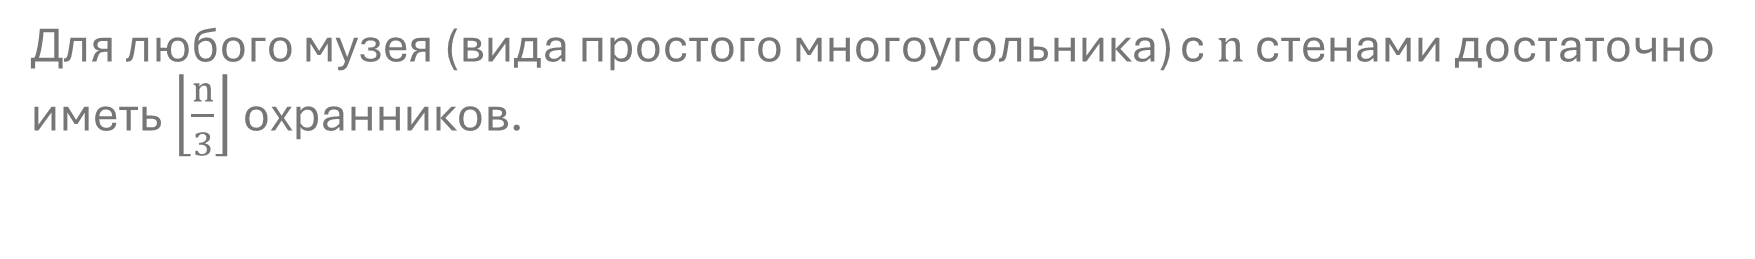 Для любого музея (вида простого многоугольника) с n стенами достаточно
иметь ⌊n/3⌋ охранников.